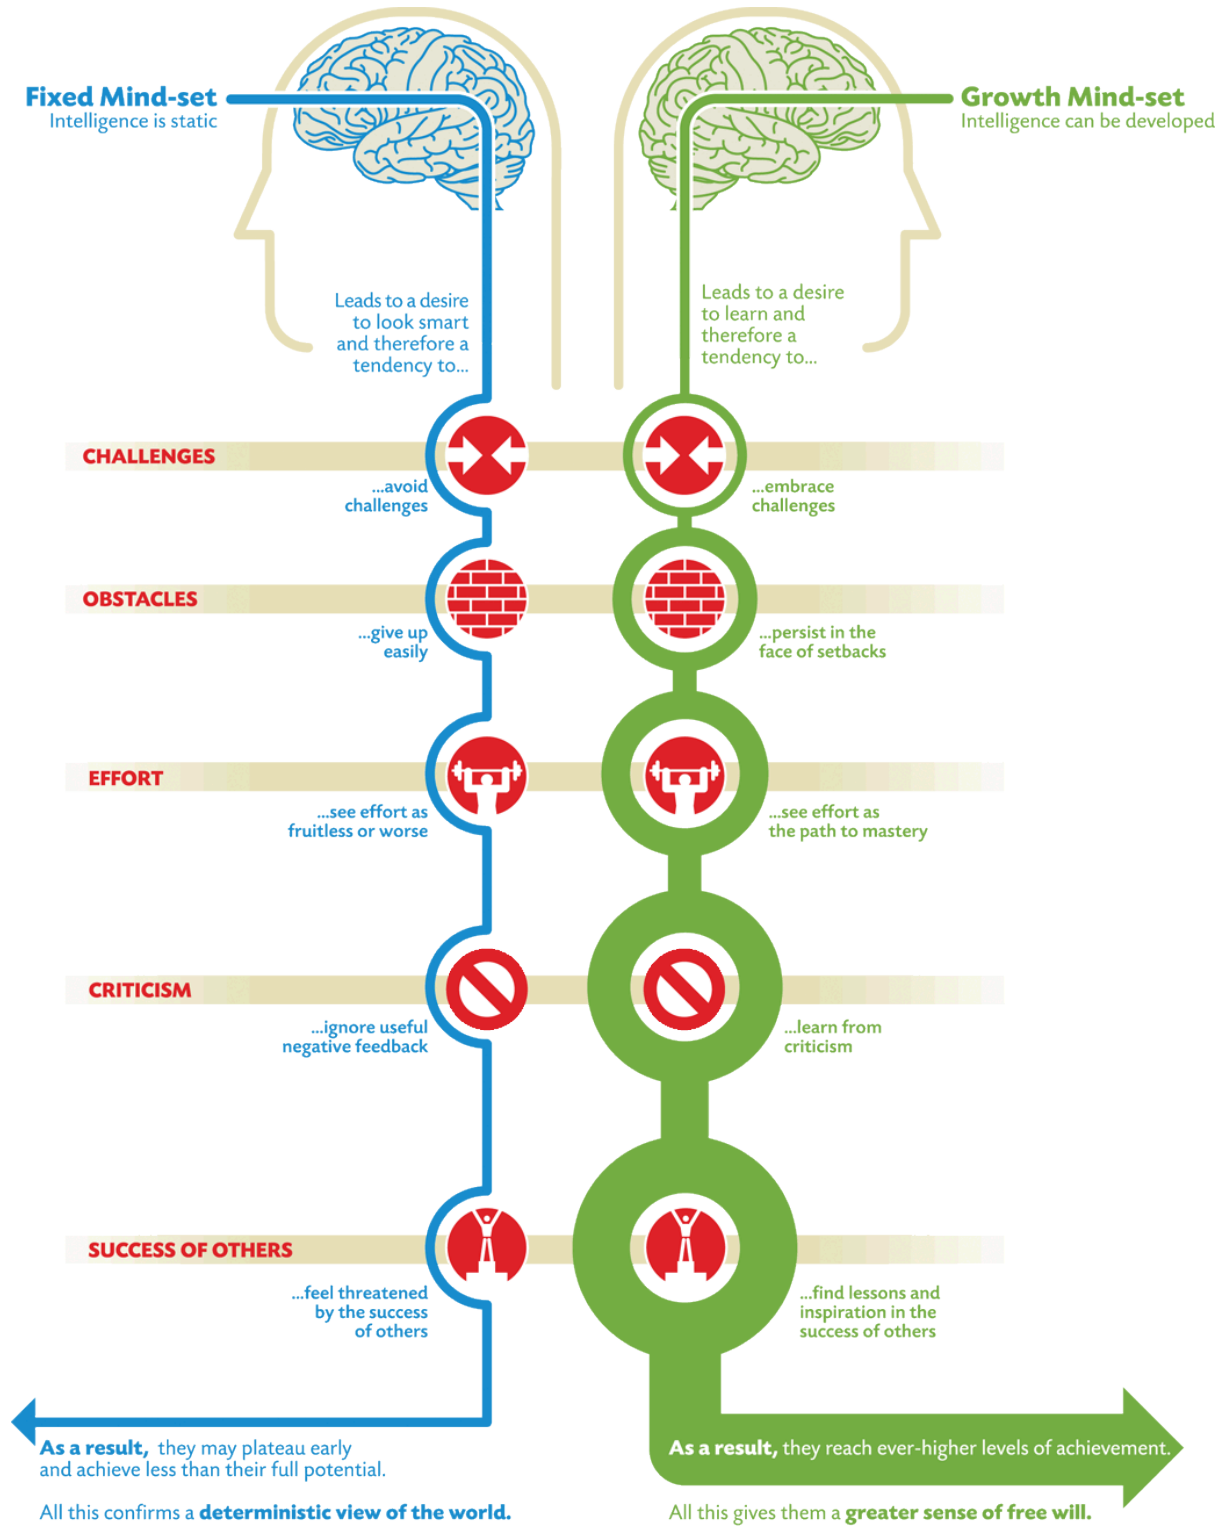 Fixed Mind-set
Intelligence is static
Growth Mind-set
Intelligence can be developed
Leads to a desire
to look smart
and therefore a
tendency to...
Leads to a desire
to learn and
therefore a
tendency to...
CHALLENGES
...avoid
challenges
...embrace
challenges
OBSTACLES
...give up
easily
...persist in the
face of setbacks
EFFORT
...see effort as
fruitless or worse
...see effort as
the path to mastery
CRITICISM
...ignore useful
negative feedback
...learn from
criticism
SUCCESS OF OTHERS
...feel threatened
by the success
of others
...find lessons and
inspiration in the
success of others
As a result, they may plateau early
and achieve less than their full potential.
All this confirms a deterministic view of the world.
As a result, they reach ever-higher levels of achievement.
All this gives them a greater sense of free will.